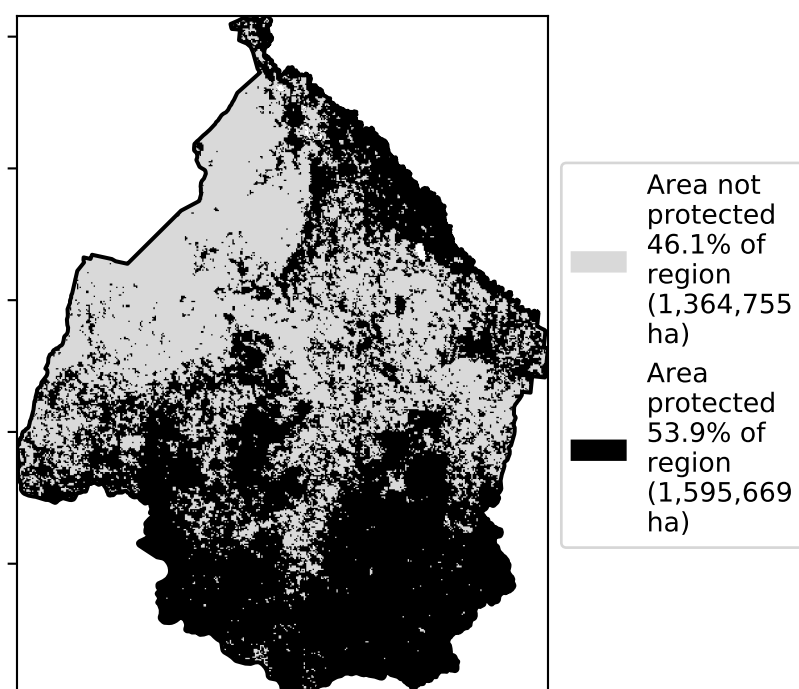 Area not
protected
46.1% of
region
(1,364,755
ha)
Area
protected
53.9% of
region
(1,595,669
ha)